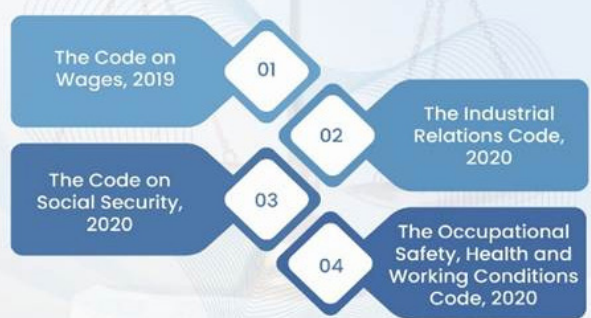 The Code on
Wages, 2019
01
02
The Industrial
Relations Code,
2020
The Code on
Social Security,
2020
03
04
The Occupational
Safety, Health and
Working Conditions
Code, 2020